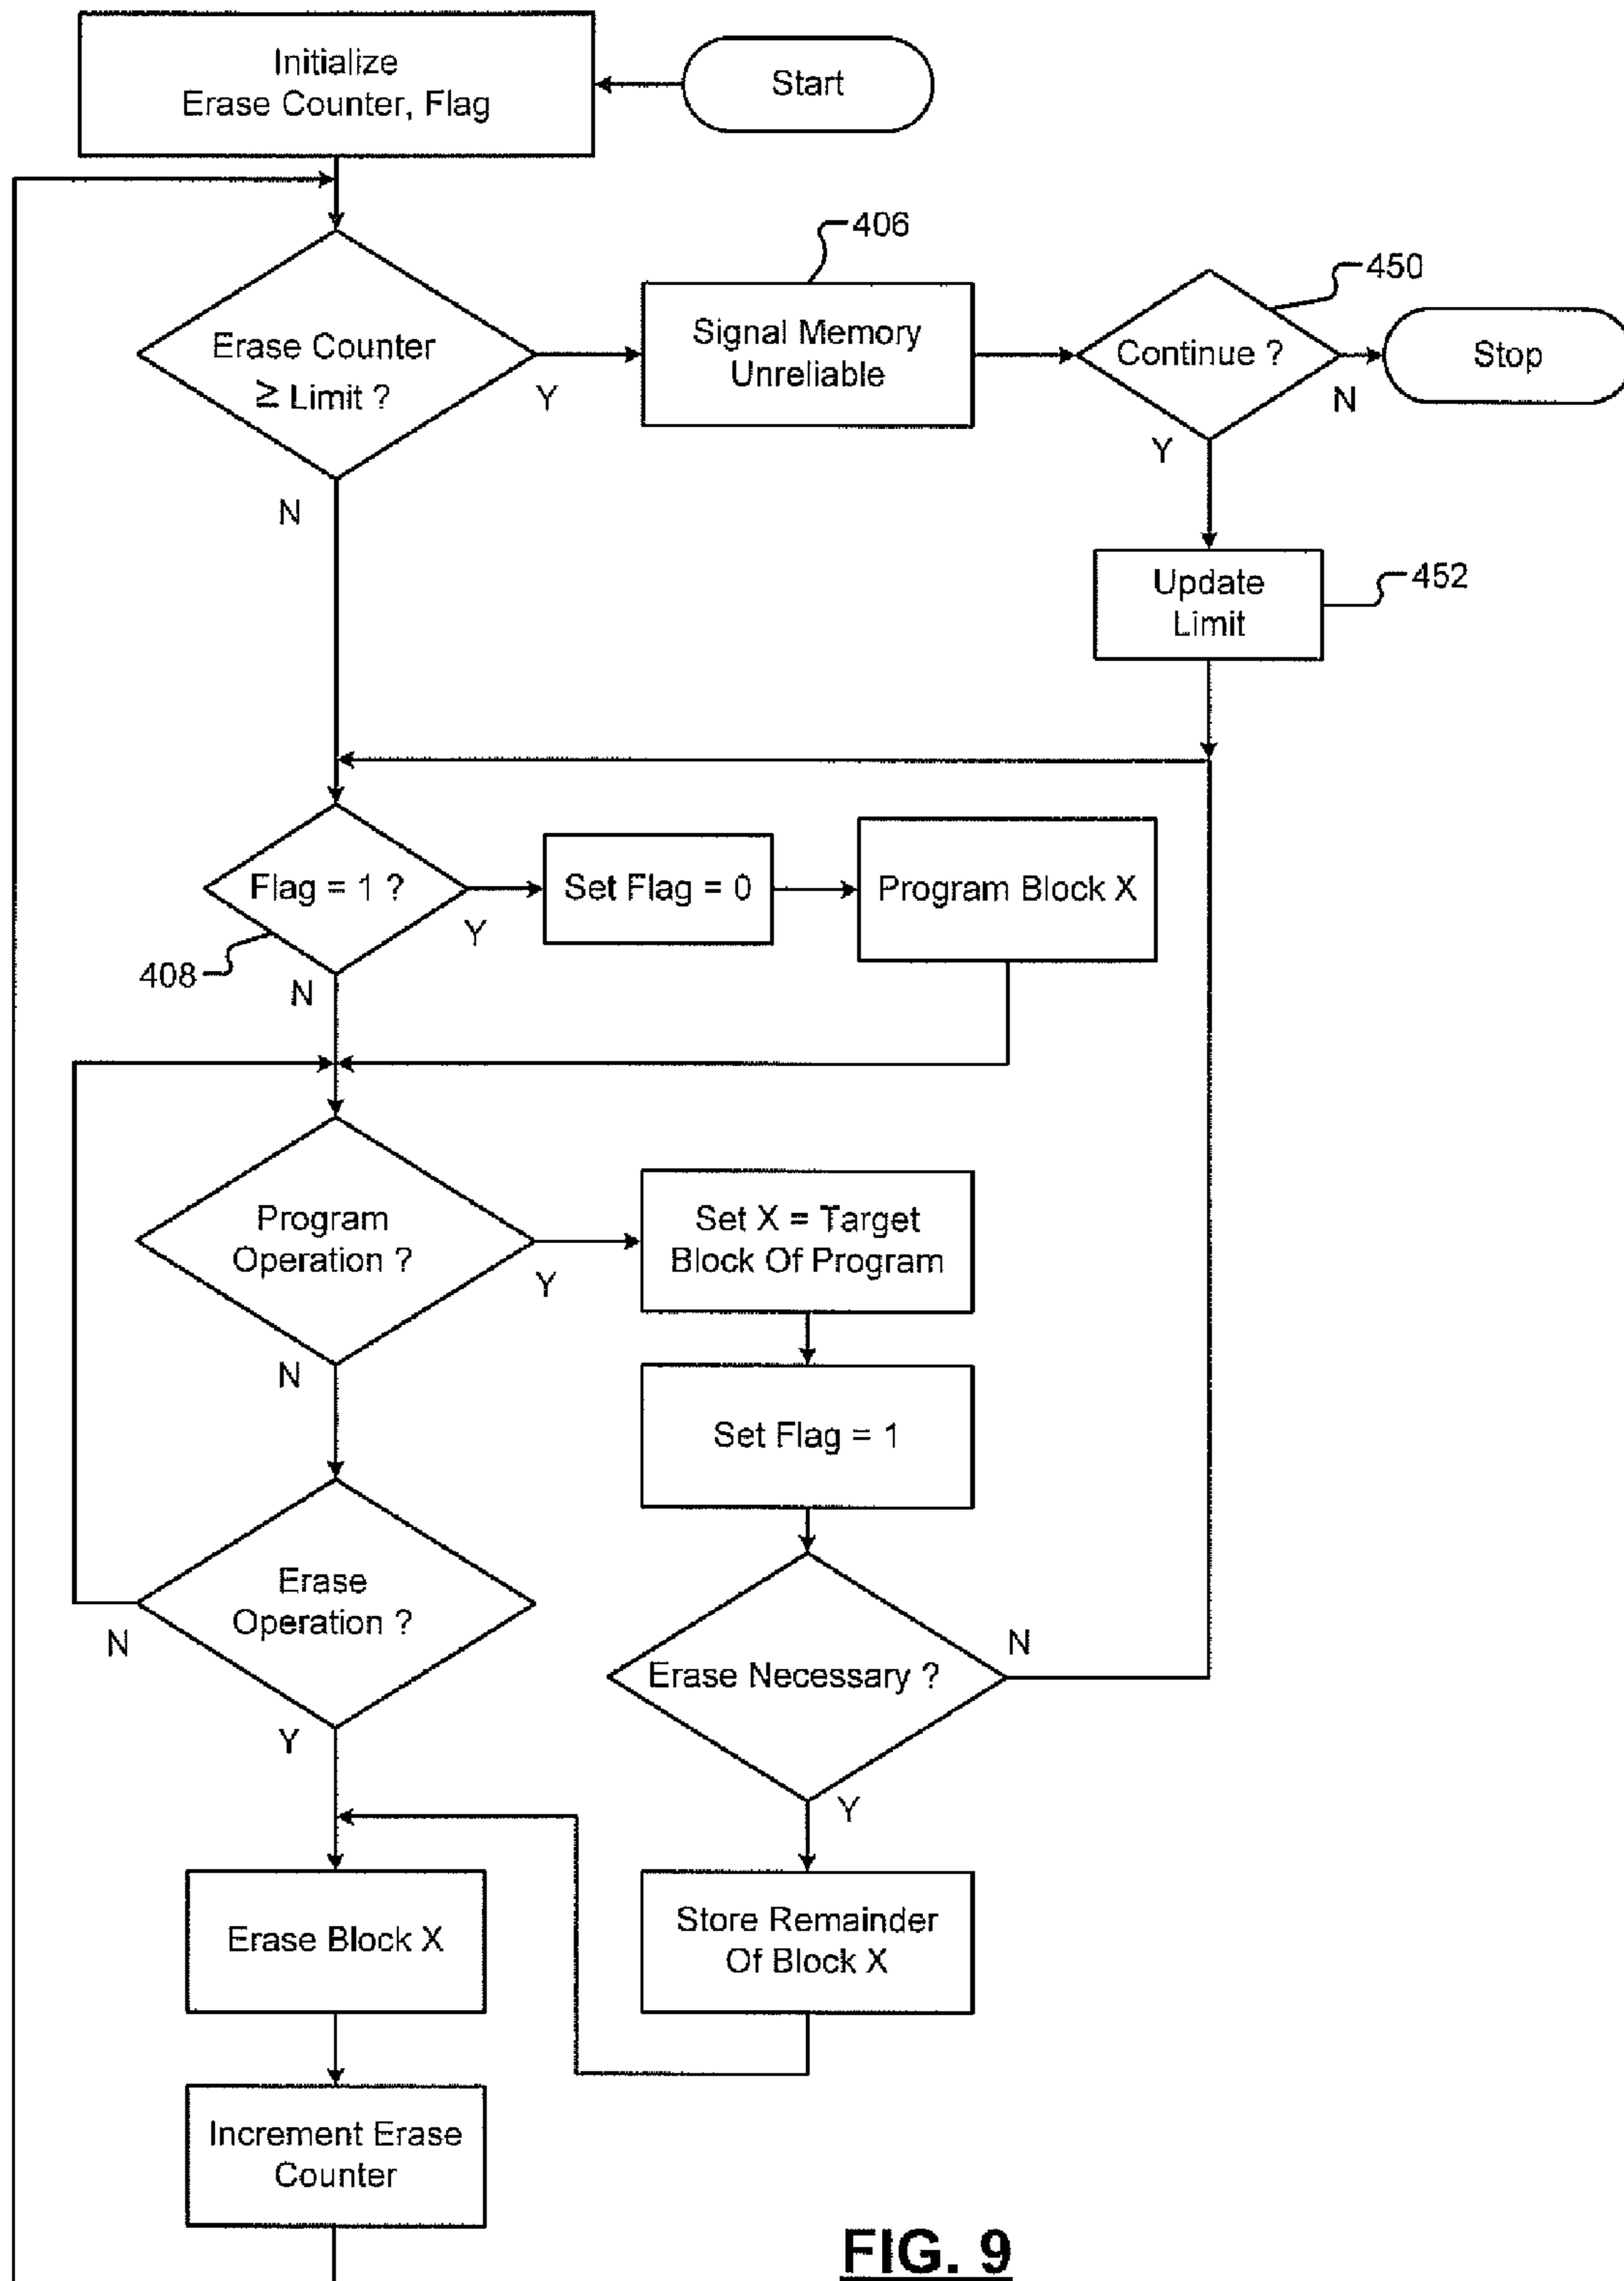 Initialize
Erase Counter, Flag
Start
Erase Counter
≥ Limit ?
Y
N
406
Signal Memory
Unreliable
450
Continue ?
N
Y
Stop
Update
Limit
452
Flag = 1 ?
Y
N
408
Set Flag = 0
Program Block X
Program
Operation ?
Y
N
Set X = Target
Block Of Program
Set Flag = 1
Erase
Operation ?
N
Y
Erase Necessary ?
N
Y
Erase Block X
Store Remainder
Of Block X
Increment Erase
Counter
FIG. 9